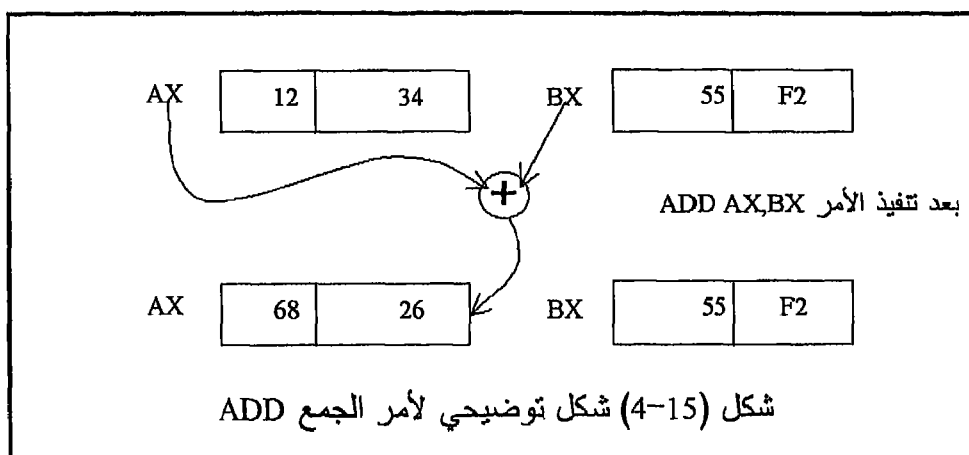 AX 12 34 BX 55 F2
+
بعد تنفيذ الأمر ADD AX,BX
AX 68 26 BX 55 F2
شكل (15-4) شكل توضيحي لأمر الجمع ADD